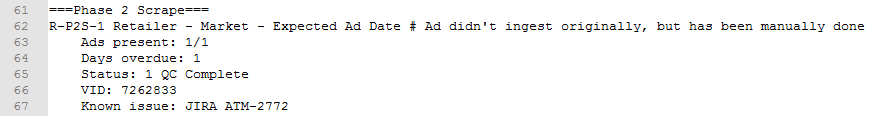 61 ===Phase 2 Scrape===
62 R-P2S-1 Retailer - Market - Expected Ad Date # Ad didn't ingest originally, but has been manually done
63     Ads present: 1/1
64     Days overdue: 1
65     Status: 1 QC Complete
66     VID: 7262833
67     Known issue: JIRA ATM-2772